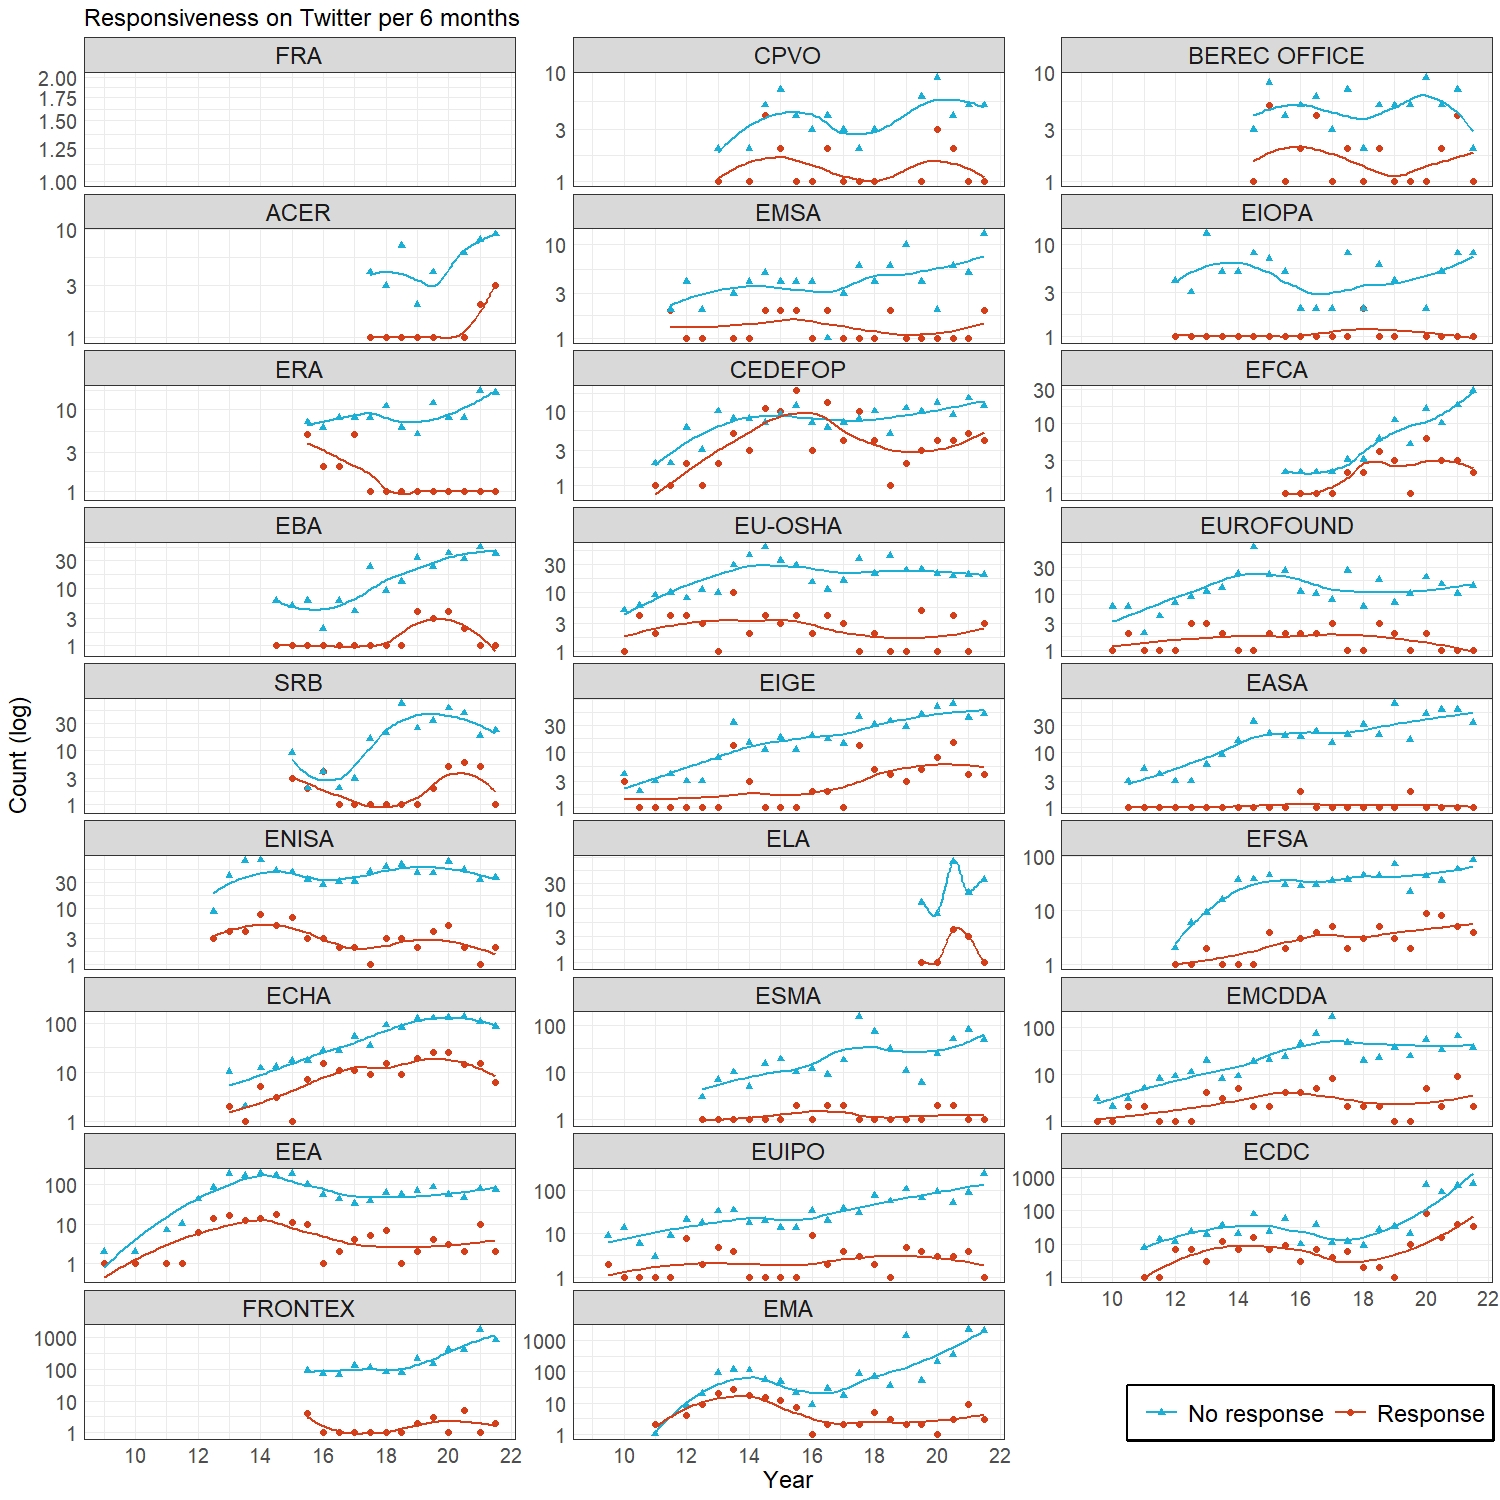 Responsiveness on Twitter per 6 months
FRA
CPVO
BEREC OFFICE
2.00
1.75
1.50
1.25
1.00
10
3
1
10
3
1
ACER
EMSA
EIOPA
10
3
1
10
3
1
10
3
1
ERA
CEDEFOP
EFCA
10
3
1
10
3
1
30
10
3
1
EBA
EU-OSHA
EUROFOUND
30
10
3
1
30
10
3
1
30
10
3
1
SRB
EIGE
EASA
30
10
3
1
30
10
3
1
30
10
3
1
ENISA
ELA
EFSA
30
10
3
1
30
10
3
1
100
10
1
ECHA
ESMA
EMCDDA
100
10
1
100
10
1
100
10
1
EEA
EUIPO
ECDC
100
10
1
100
10
1
1000
100
10
1
10 12 14 16 18 20 22
FRONTEX
EMA
1000
100
10
1
1000
100
10
1
10 12 14 16 18 20 22
10 12 14 16 18 20 22
Count (log)
Year
No response
Response